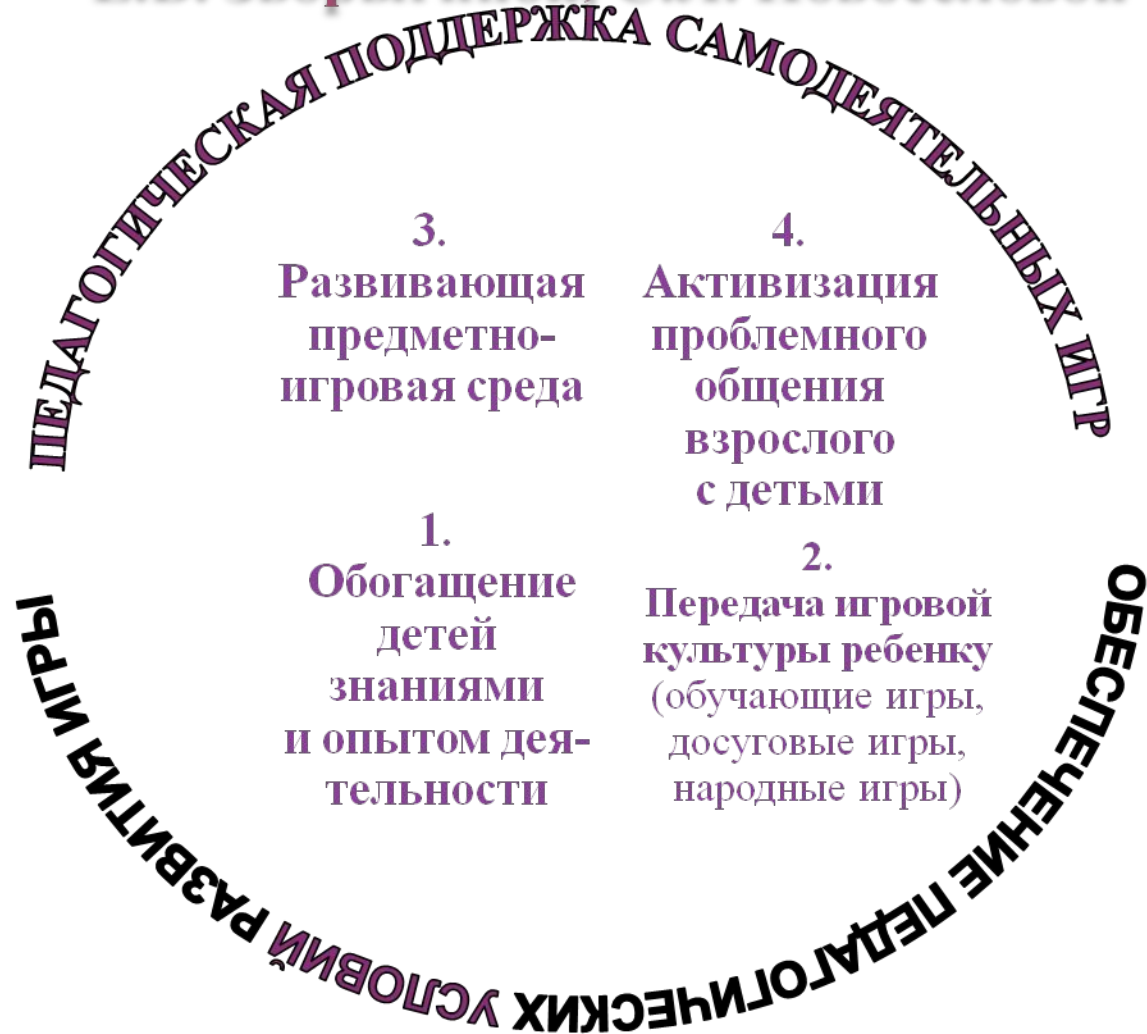 ПЕДАГОГИЧЕСКАЯ ПОДДЕРЖКА САМОДЕЯТЕЛЬНЫХ ИГР
3.
Развивающая
предметно-
игровая среда
4.
Активизация
проблемного
общения
взрослого
с детьми
1.
Обогащение
детей
знаниями
и опытом дея-
тельности
2.
Передача игровой
культуры ребенку
(обучающие игры,
досуговые игры,
народные игры)
ОБЕСПЕЧЕНИЕ ПЕДАГОГИЧЕСКИХ УСЛОВИЙ РАЗВИТИЯ ИГРЫ